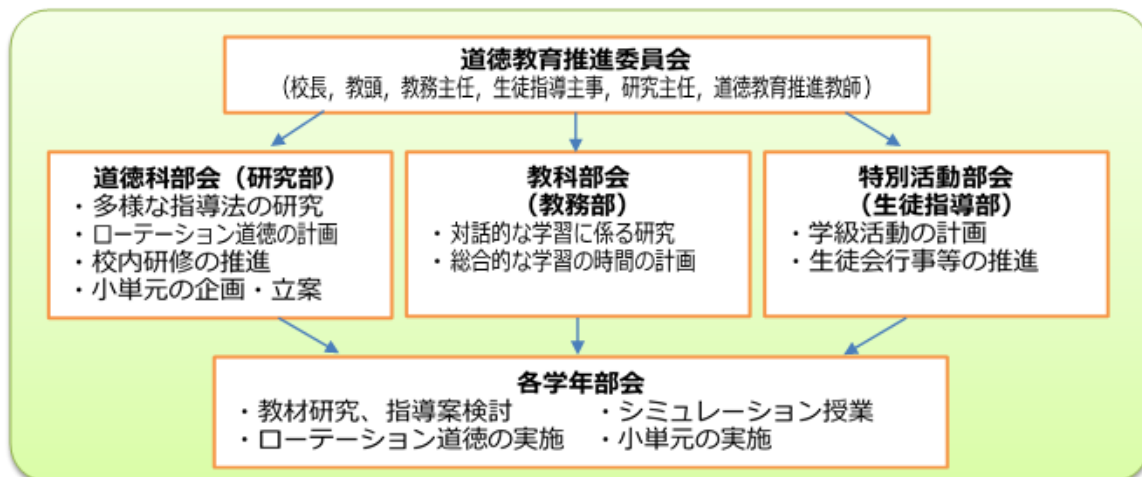 道徳教育推進委員会
（校長，教頭，教務主任，生徒指導主事，研究主任，道徳教育推進教師）
道徳科部会（研究部）
・多様な指導法の研究
・ローテーション道徳の計画
・校内研修の推進
・小単元の企画・立案
教科部会
（教務部）
・対話的な学習に係る研究
・総合的な学習の時間の計画
特別活動部会
（生徒指導部）
・学級活動の計画
・生徒会行事等の推進
各学年部会
・教材研究、指導案検討　・シミュレーション授業
・ローテーション道徳の実施　・小単元の実施